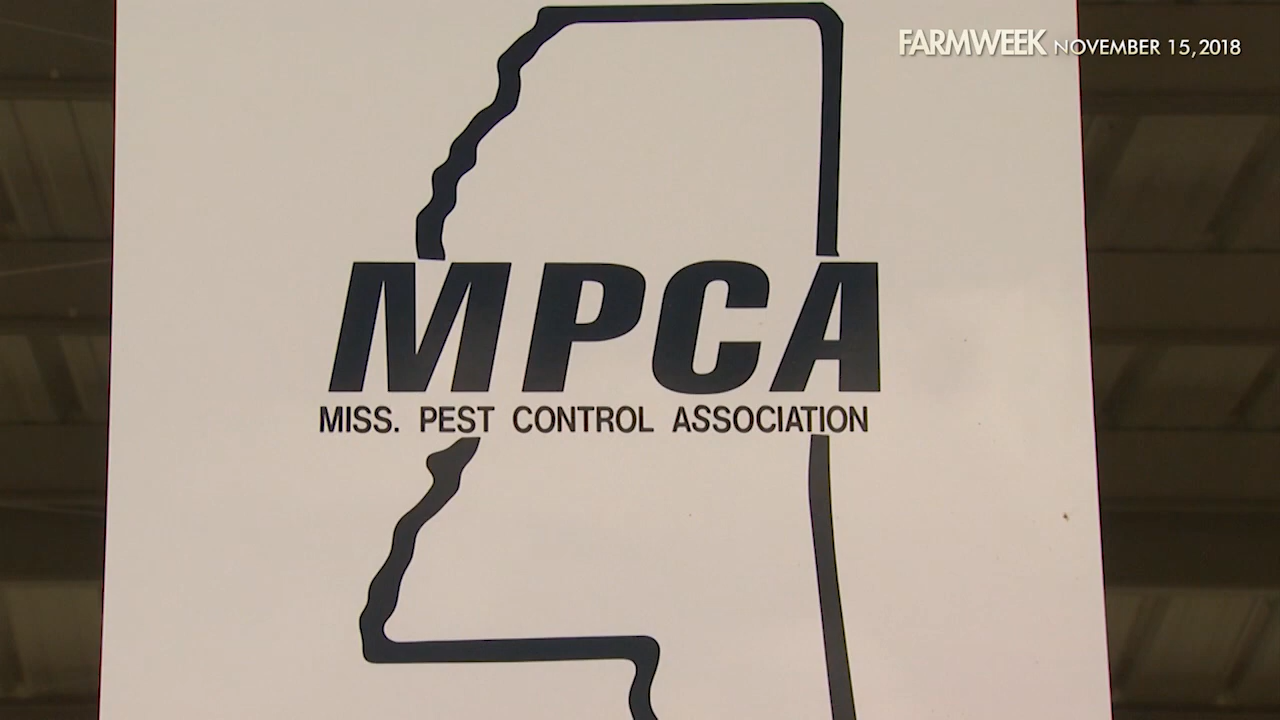 FARMWEEK NOVEMBER 15, 2018
MPCA
MISS. PEST CONTROL ASSOCIATION